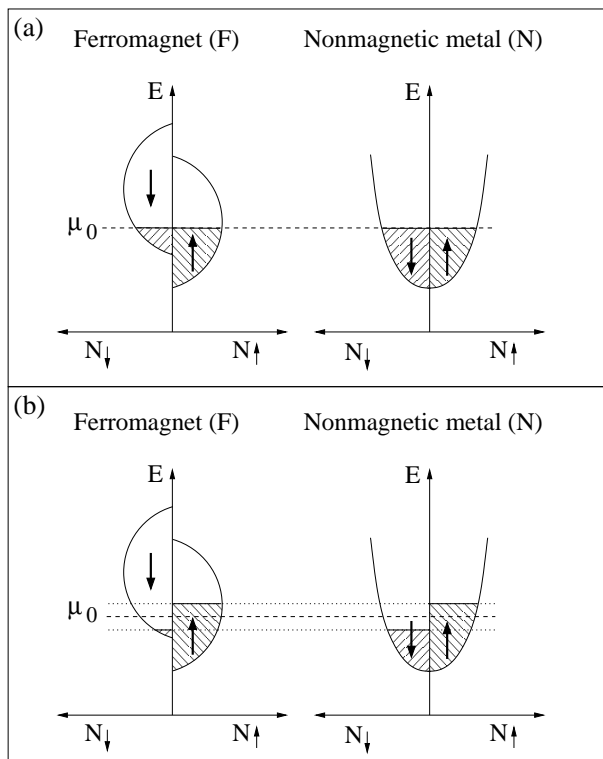 (a)
Ferromagnet (F) Nonmagnetic metal (N)
E E
μ0
N↓ N↑ N↓ N↑
(b)
Ferromagnet (F) Nonmagnetic metal (N)
E E
μ0
N↓ N↑ N↓ N↑